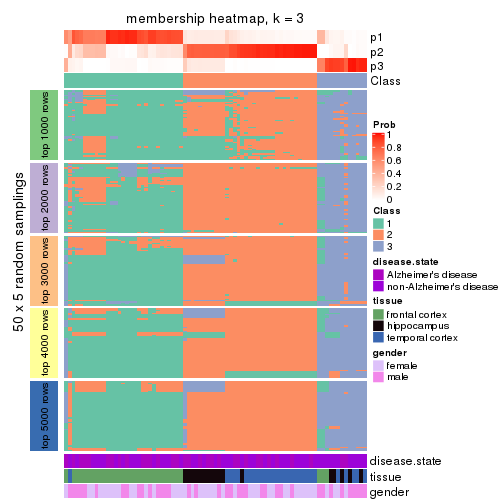 membership heatmap, k = 3
p1
p2
p3
Class
50 x 5 random samplings
top 1000 rows
top 2000 rows
top 3000 rows
top 4000 rows
top 5000 rows
disease.state
tissue
gender
Prob
1
0.8
0.6
0.4
0.2
0
Class
1
2
3
disease.state
Alzheimer's disease
non-Alzheimer's disease
tissue
frontal cortex
hippocampus
temporal cortex
gender
female
male